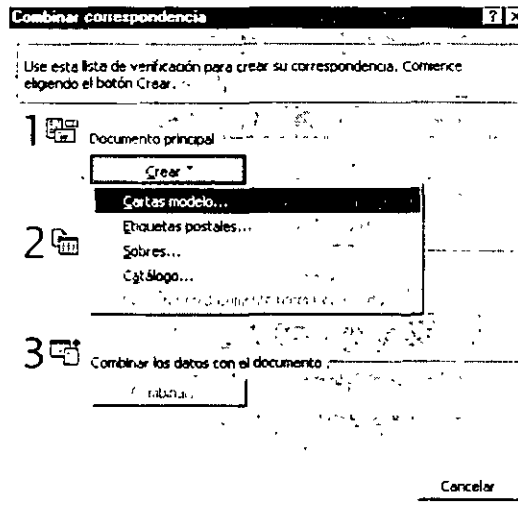 Combinar correspondencia
Use esta lista de verificación para crear su correspondencia. Comience
eligiendo el botón Crear.
1 Documento principal
Crear
Cartas modelo...
Etiquetas postales...
2 Sobres...
Catálogo...
3 Combinar los datos con el documento
Cancelar